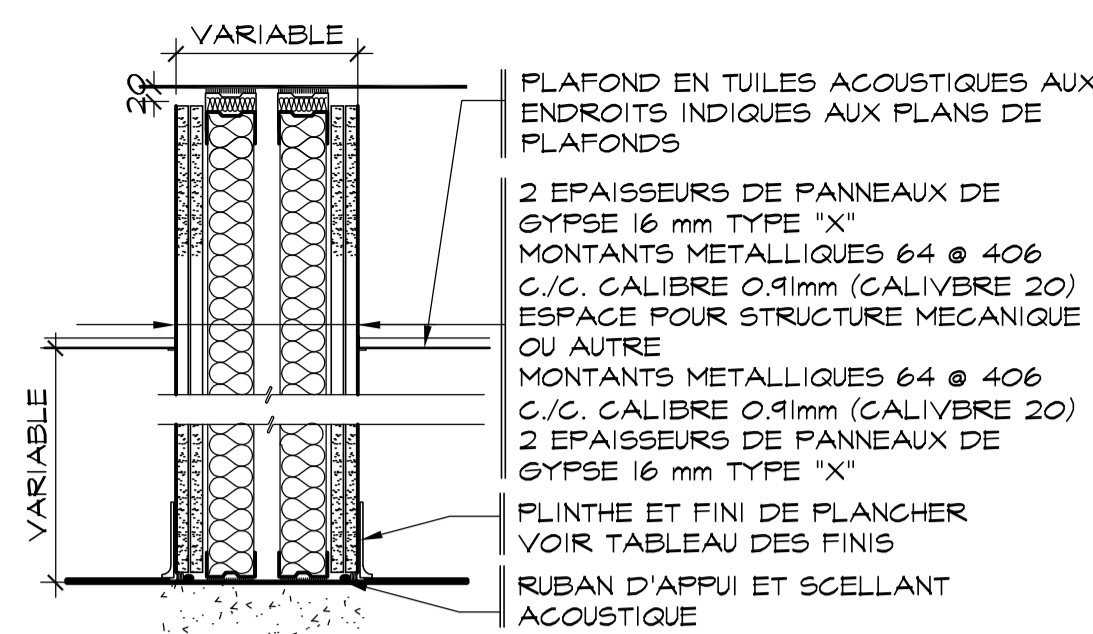 VARIABLE
20
PLAFOND EN TUILES ACOUSTIQUES AUX
ENDROITS INDIQUES AUX PLANS DE
PLAFONDS
2 EPAISSEURS DE PANNEAUX DE
GYPSE 16 mm TYPE "X"
MONTANTS METALLIQUES 64 @ 406
C./C. CALIBRE 0.91mm (CALIVBRE 20)
ESPACE POUR STRUCTURE MECANIQUE
OU AUTRE
MONTANTS METALLIQUES 64 @ 406
C./C. CALIBRE 0.91mm (CALIVBRE 20)
2 EPAISSEURS DE PANNEAUX DE
GYPSE 16 mm TYPE "X"
VARIABLE
PLINTHE ET FINI DE PLANCHER
VOIR TABLEAU DES FINIS
RUBAN D'APPUI ET SCELLANT
ACOUSTIQUE